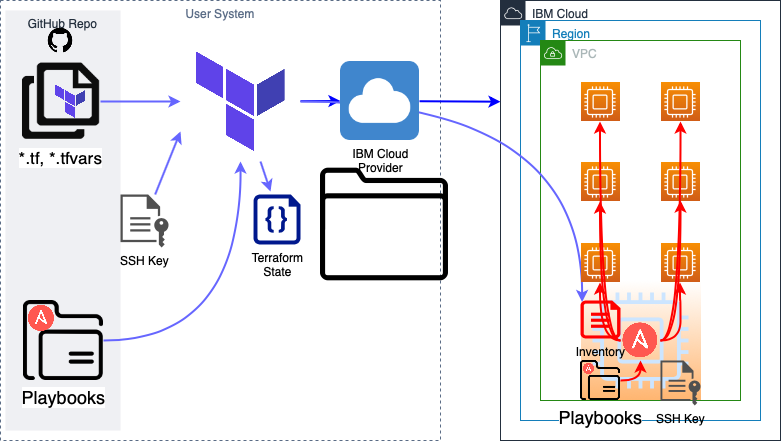 User System
GitHub Repo
*.tf, *.tfvars
SSH Key
Playbooks
Terraform
State
IBM Cloud
Provider
IBM Cloud
Region
VPC
Inventory
Playbooks
SSH Key